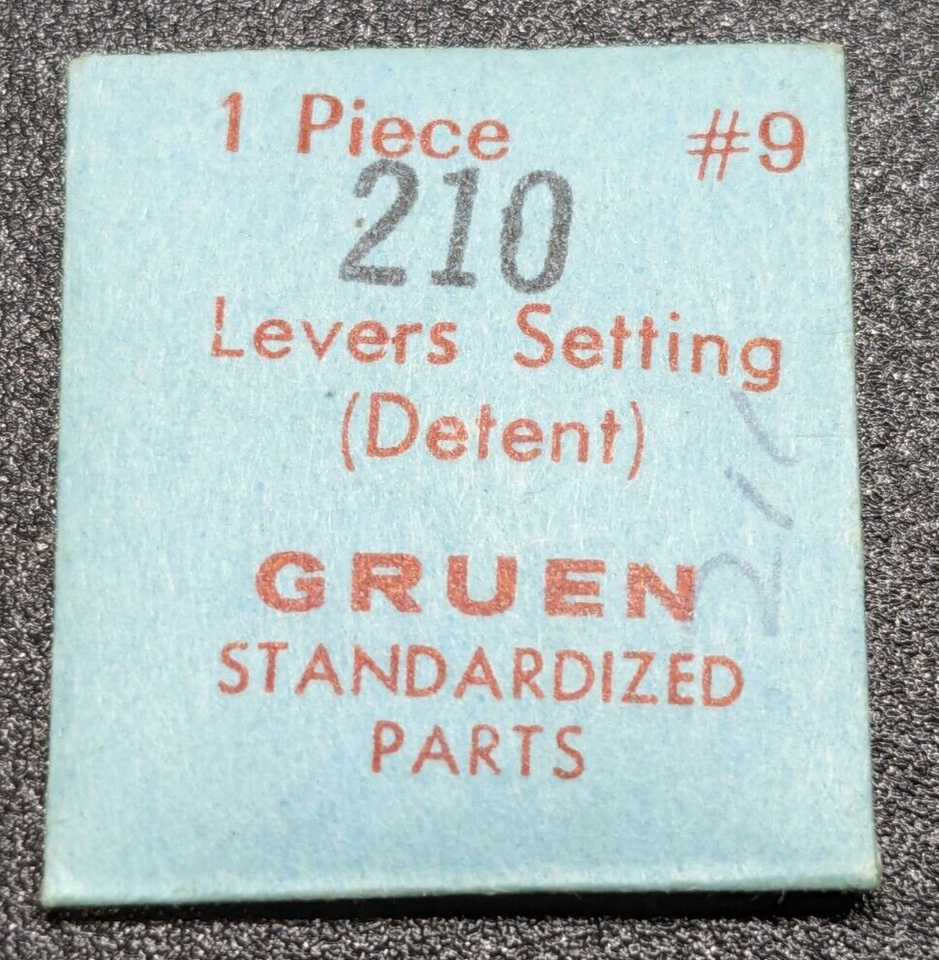 1 Piece #9
210
Levers Setting
(Detent)
GRUEN
STANDARDIZED
PARTS